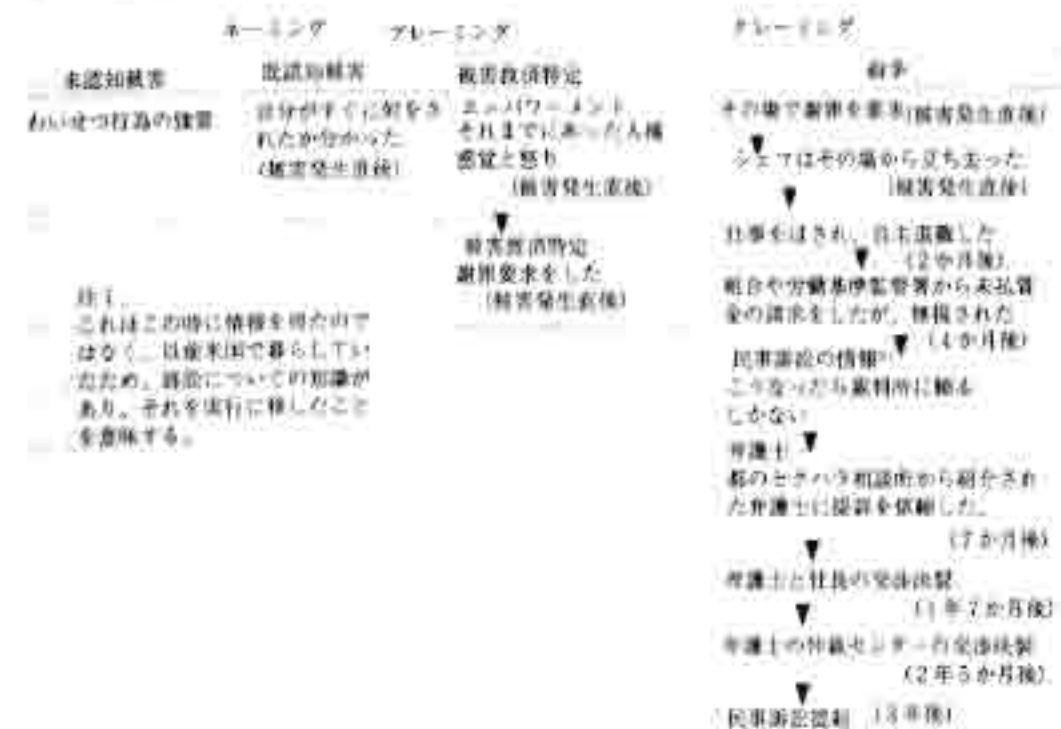 ネーミング
ブレーミング
クレーミング
未認知被害
わいせつ行為の強要
既認知被害
自分がすぐに何をさ
れたか分かった
(被害発生直後)
被害救済特定
エンパワーメント
それまでにあった人権
感覚と怒り
(被害発生直後)
▼
被害救済特定
謝罪要求をした
(被害発生直後)
紛争
その場で謝罪を要求(被害発生直後)
▼
シェフはその場から立ち去った
(被害発生直後)
▼
仕事をほされ、自主退職した
(2か月後)
▼
組合や労働基準監督署から未払賃
金の請求をしたが、無視された
(4か月後)
▼
民事訴訟の情報
こうなったら裁判所に頼る
しかない
▼
弁護士
都のセクハラ相談所から紹介され
た弁護士に提訴を依頼した。
(7か月後)
▼
弁護士と社長の交渉決裂
(1年7か月後)
▼
弁護士の仲裁センターの交渉決裂
(2年5か月後)
▼
民事訴訟提起 (3年後)
注1
これはこの時に情報を得たので
はなく、以前米国で暮らしてい
たため、訴訟についての知識が
あり、それを実行に移したこと
を意味する。